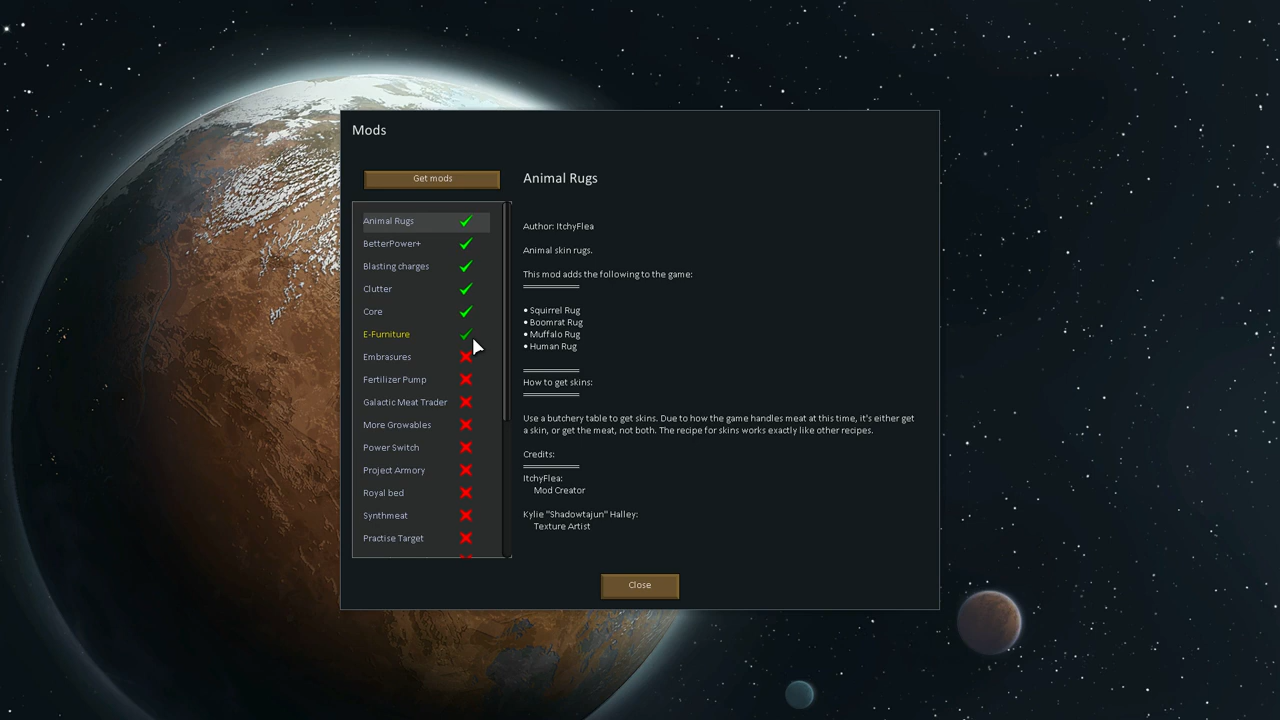 Mods
Get mods
Animal Rugs
BetterPower+
Blasting charges
Clutter
Core
E-Furniture
Embrasures
Fertilizer Pump
Galactic Meat Trader
More Growables
Power Switch
Project Armory
Royal bed
Synthmeat
Practise Target
Animal Rugs
Author: ItchyFlea
Animal skin rugs.
This mod adds the following to the game:
• Squirrel Rug
• Boomrat Rug
• Muffalo Rug
• Human Rug
How to get skins:
Use a butchery table to get skins. Due to how the game handles meat at this time, it's either get
a skin, or get the meat, not both. The recipe for skins works exactly like other recipes.
Credits:
ItchyFlea:
Mod Creator
Kylie "Shadowtajun" Halley:
Texture Artist
Close